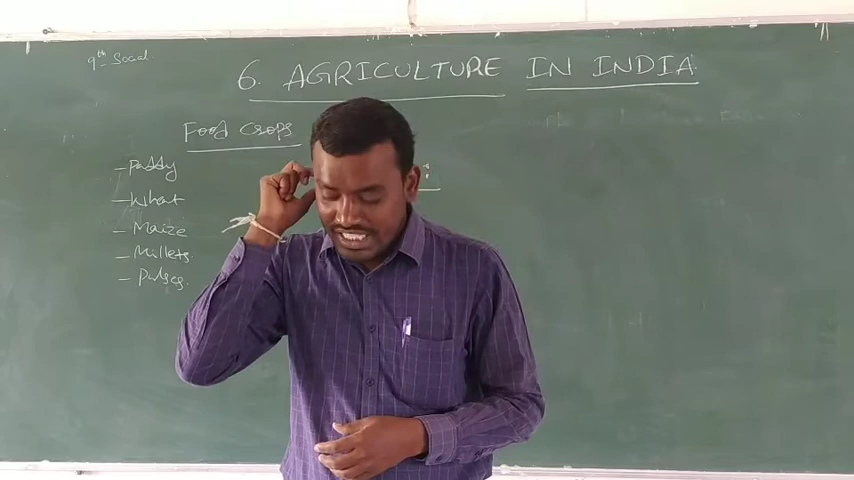 9th Social
6. AGRICULTURE IN INDIA
Food crops
- Paddy
- Wheat
- Maize
- Millets
- Pulses